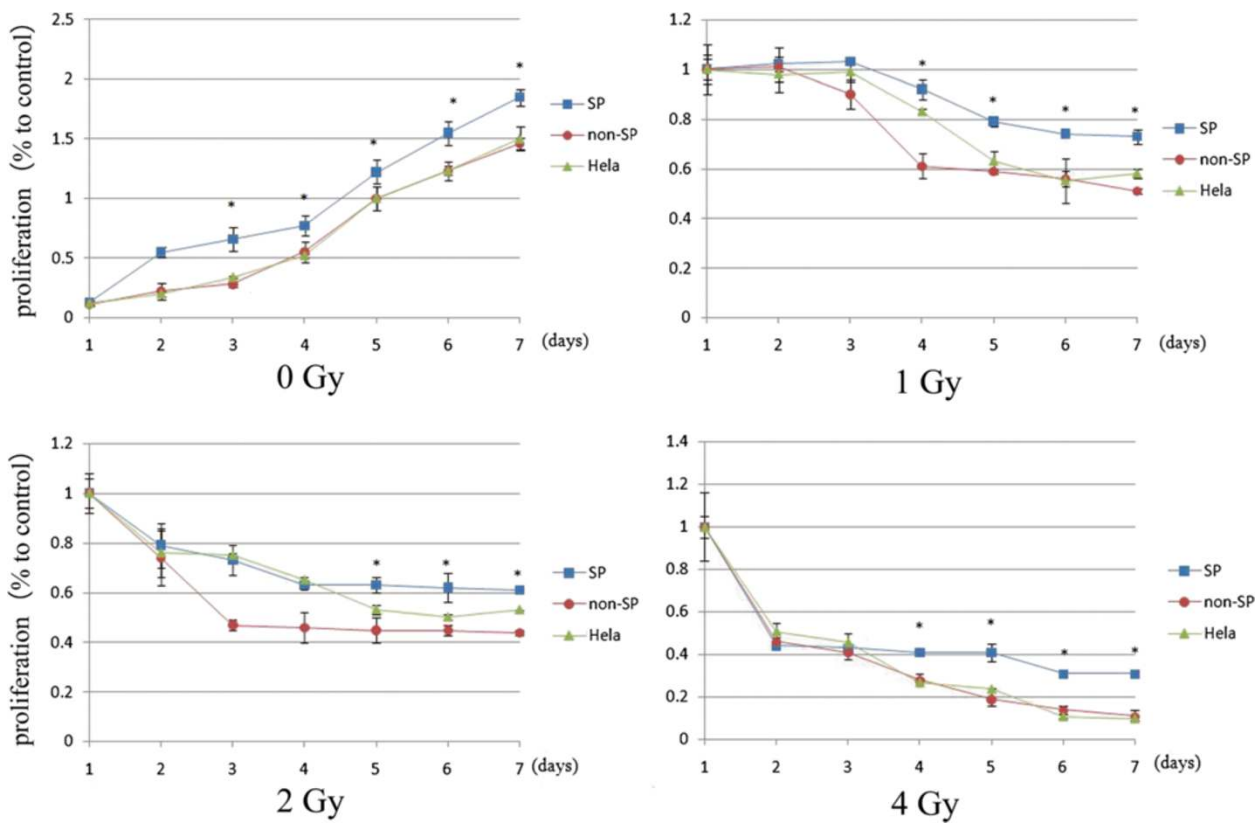 proliferation (% to control)
2.5
2
1.5
1
0.5
0
* * * * *
1 2 3 4 5 6 7 (days)
SP
non-SP
Hela
0 Gy
1.2
1
0.8
0.6
0.4
0.2
0
* * * *
1 2 3 4 5 6 7 (days)
SP
non-SP
Hela
1 Gy
proliferation (% to control)
1.2
1
0.8
0.6
0.4
0.2
0
* * *
1 2 3 4 5 6 7 (days)
SP
non-SP
Hela
2 Gy
1.4
1.2
1
0.8
0.6
0.4
0.2
0
* * * *
1 2 3 4 5 6 7 (days)
SP
non-SP
Hela
4 Gy